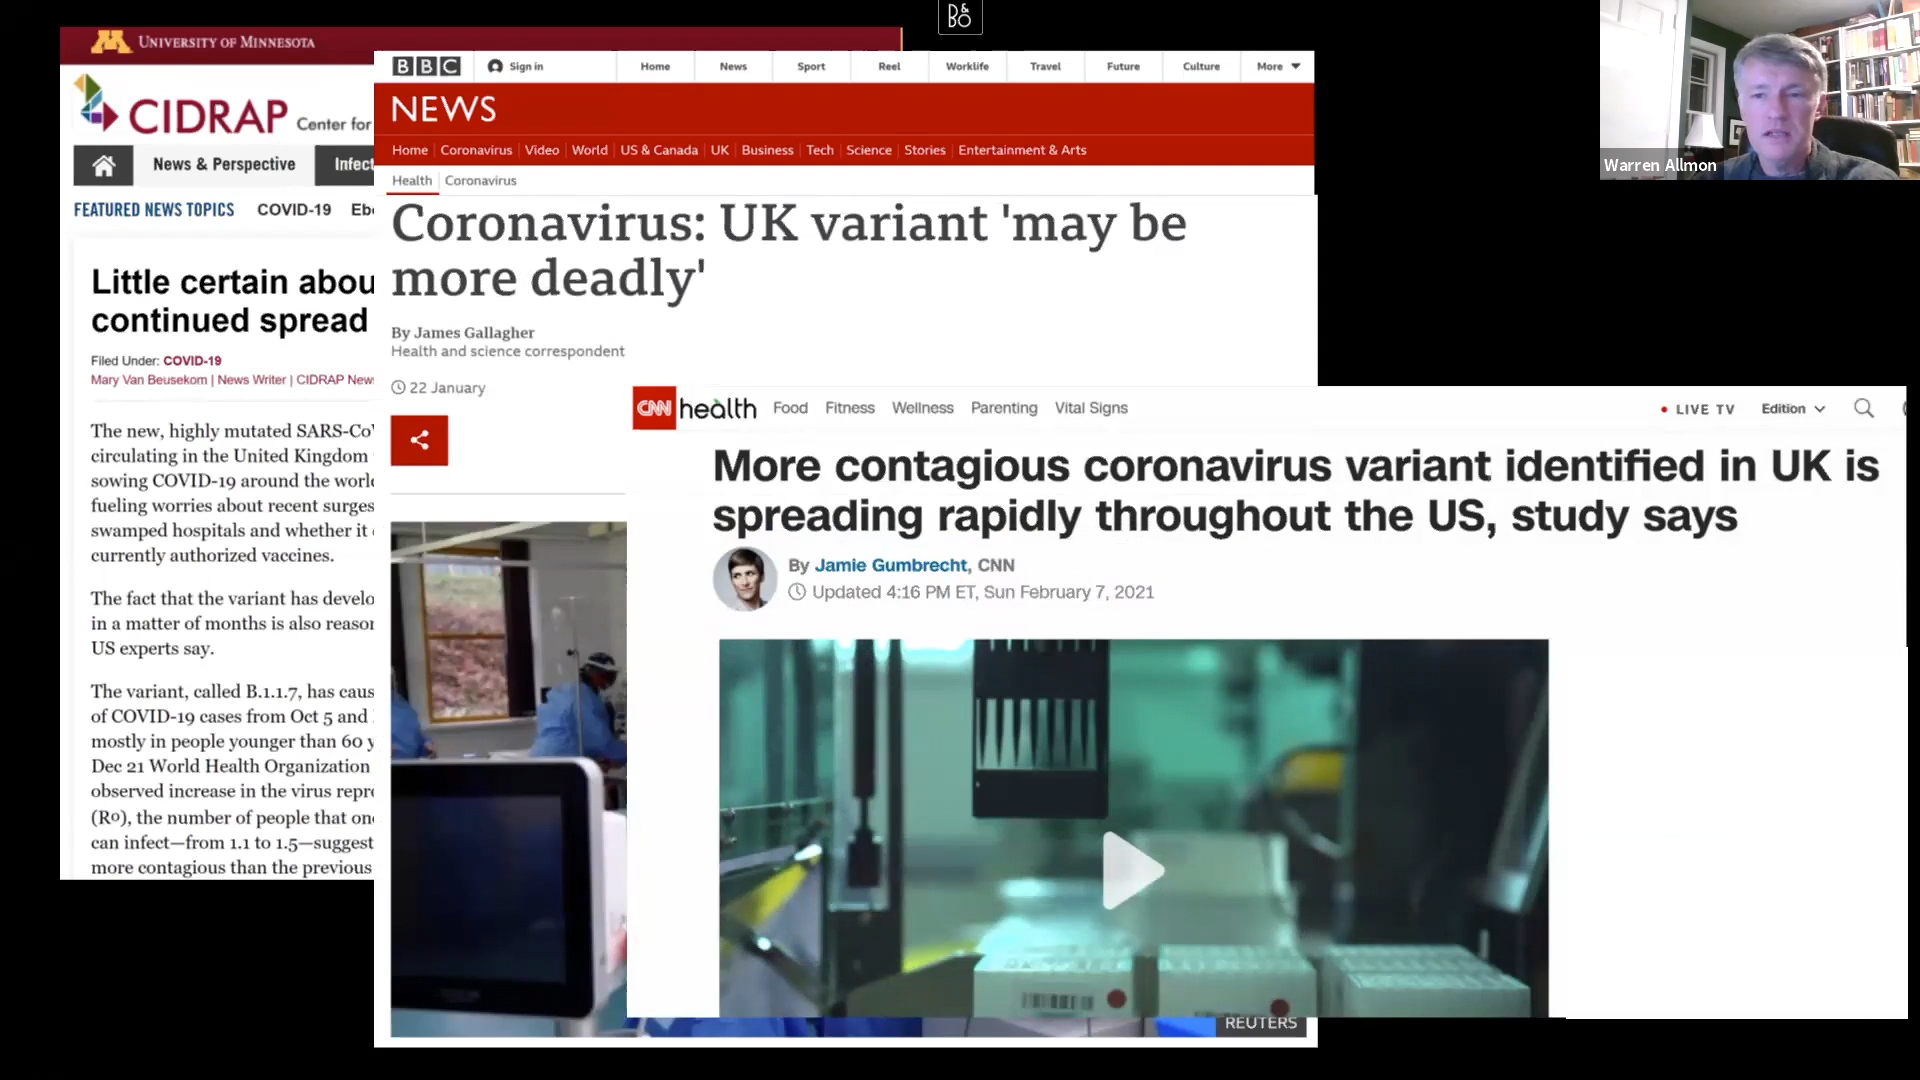 B&O
UNIVERSITY OF MINNESOTA
CIDRAP Center for
News & Perspective
Infect
FEATURED NEWS TOPICS COVID-19
Little certain abou
continued spread
Filed Under: COVID-19
Mary Van Beusekom | News Writer | CIDRAP New
The new, highly mutated SARS-Co
circulating in the United Kingdom
sowing COVID-19 around the world
fueling worries about recent surges
swamped hospitals and whether it
currently authorized vaccines.
The fact that the variant has develo
in a matter of months is also reason
US experts say.
The variant, called B.1.1.7, has caus
of COVID-19 cases from Oct 5 and
mostly in people younger than 60 y
Dec 21 World Health Organization
observed increase in the virus repro
(R0), the number of people that one
can infect—from 1.1 to 1.5—suggest
more contagious than the previous
BBC Sign in Home News Sport Reel Worklife Travel Future Culture More
NEWS
Home Coronavirus Video World US & Canada UK Business Tech Science Stories Entertainment & Arts
Health Coronavirus
Coronavirus: UK variant 'may be
more deadly'
By James Gallagher
Health and science correspondent
22 January
REUTERS
CNN health Food Fitness Wellness Parenting Vital Signs LIVE TV Edition
More contagious coronavirus variant identified in UK is
spreading rapidly throughout the US, study says
By Jamie Gumbrecht, CNN
Updated 4:16 PM ET, Sun February 7, 2021
Warren Allmon